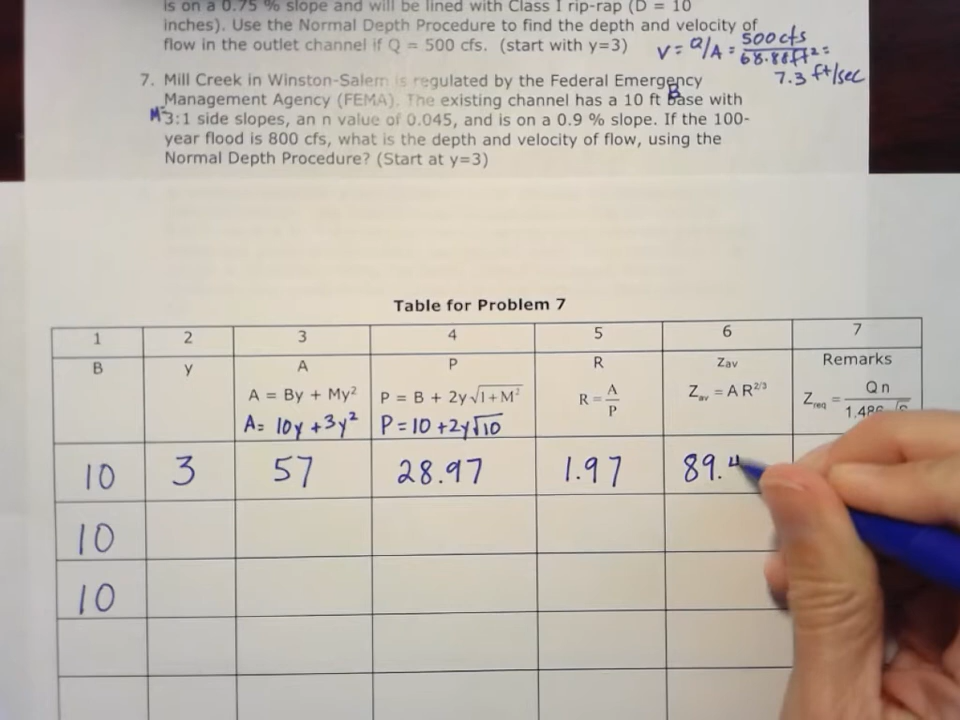 is on a 0.75 % slope and will be lined with Class I rip-rap (D = 10
inches). Use the Normal Depth Procedure to find the depth and velocity of
flow in the outlet channel if Q = 500 cfs. (start with y=3)
V = Q/A = 500 cfs / 68.88 ft² =
7.3 ft/sec
7. Mill Creek in Winston-Salem is regulated by the Federal Emergency
Management Agency (FEMA). The existing channel has a 10 ft base with
B
M= 3:1 side slopes, an n value of 0.045, and is on a 0.9 % slope. If the 100-
year flood is 800 cfs, what is the depth and velocity of flow, using the
Normal Depth Procedure? (Start at y=3)
Table for Problem 7
1 2 3 4 5 6 7
B y A P R Zav Remarks
A = By + My² P = B + 2y√1+M² R = A/P Zav = A R2/3 Zreq = Qn / 1.486 √S
A= 10y +3y² P= 10 +2y√10
10 3 57 28.97 1.97 89.4
10
10